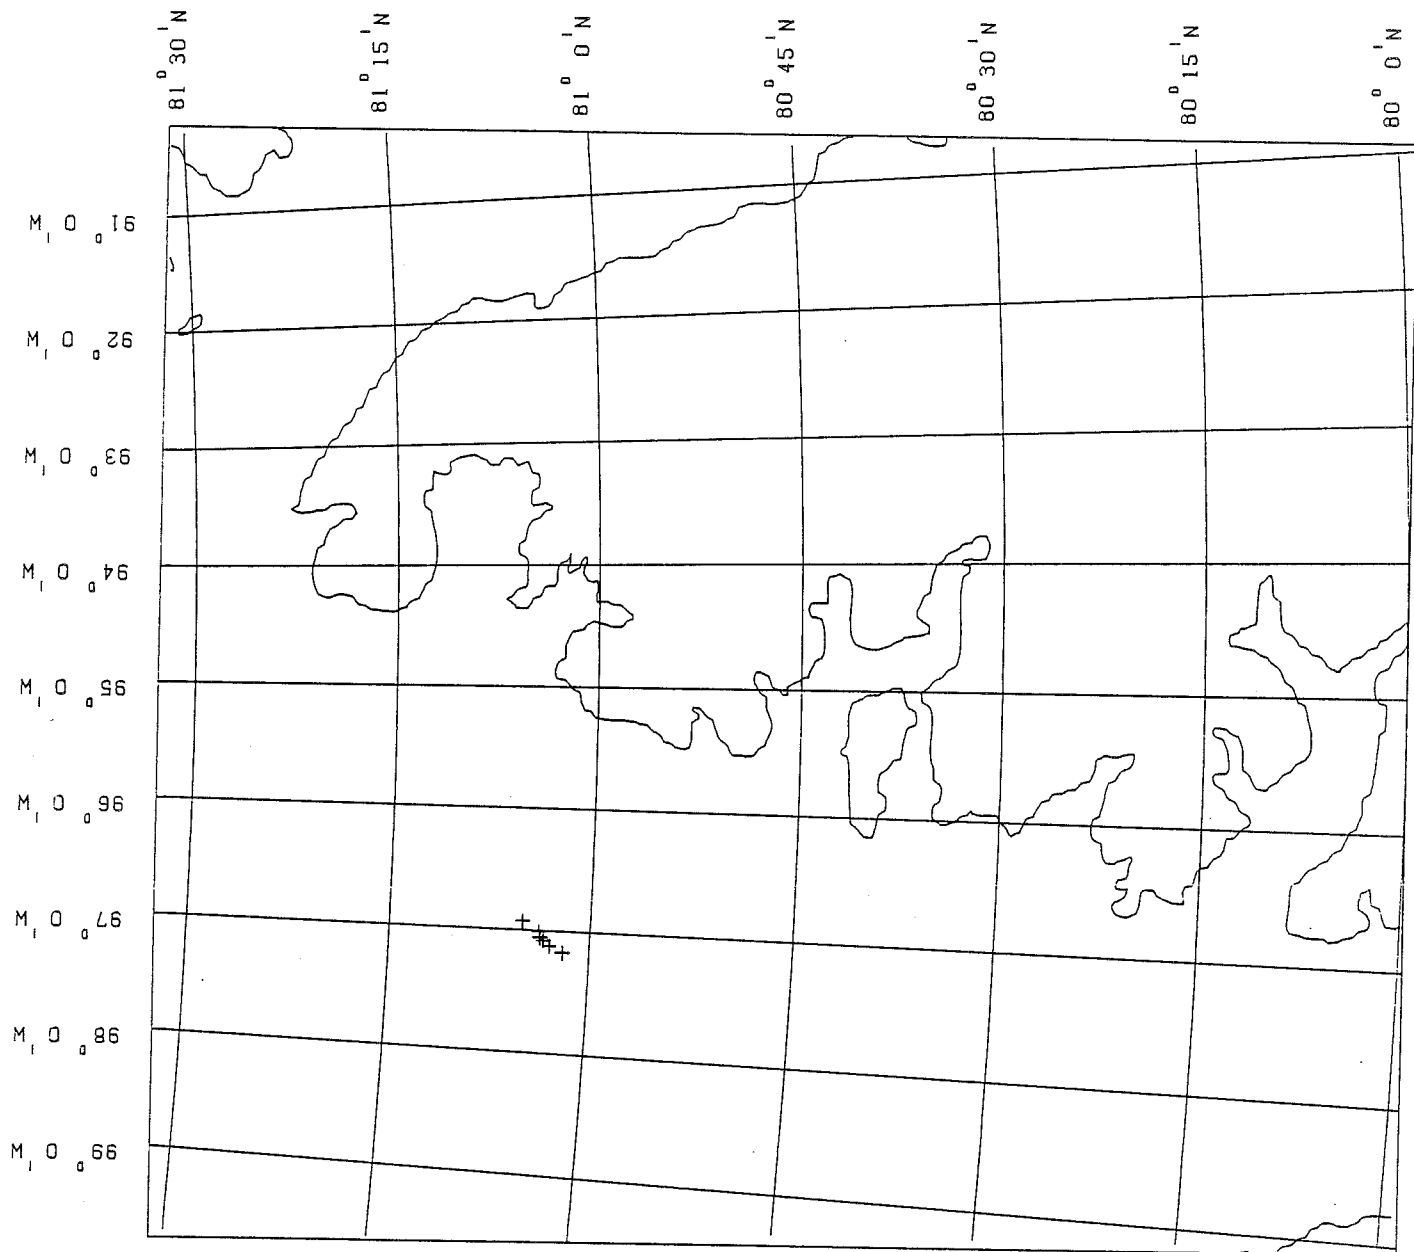 81° 30' N
81° 15' N
81° 0' N
80° 45' N
80° 30' N
80° 15' N
80° 0' N
91° 0' W
92° 0' W
93° 0' W
94° 0' W
95° 0' W
96° 0' W
97° 0' W
98° 0' W
99° 0' W